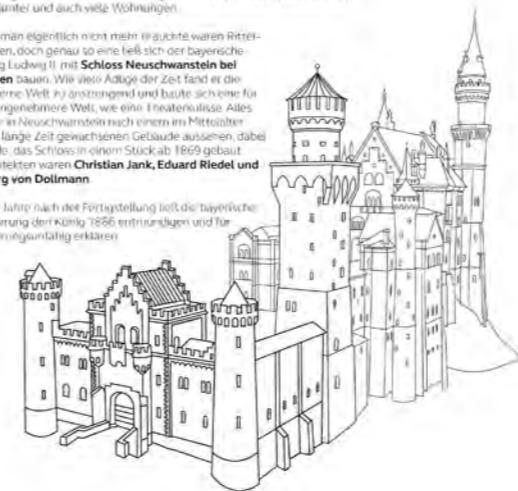 und auch viele Wohnungen.
man eigentlich nicht mehr brauchte waren Ritter-
en, doch genau so eine ließ sich der bayerische
g Ludwig II. mit Schloss Neuschwanstein bei
en bauen. Wie viele Adlige der Zeit fand er die
erne Welt zu anstrengend und baute sich eine für
angenehmere Welt, wie eine Theaterkulisse. Alles
in Neuschwanstein nach einem im Mittelalter
lange Zeit gewachsenen Gebäude aussehen, dabei
de das Schloss in einem Stück ab 1869 gebaut.
itekten waren Christian Jank, Eduard Riedel und
rg von Dollmann.
Jahre nach der Fertigstellung ließ die bayerische
erung den König 1886 entmündigen und für
erungsunfähig erklären.